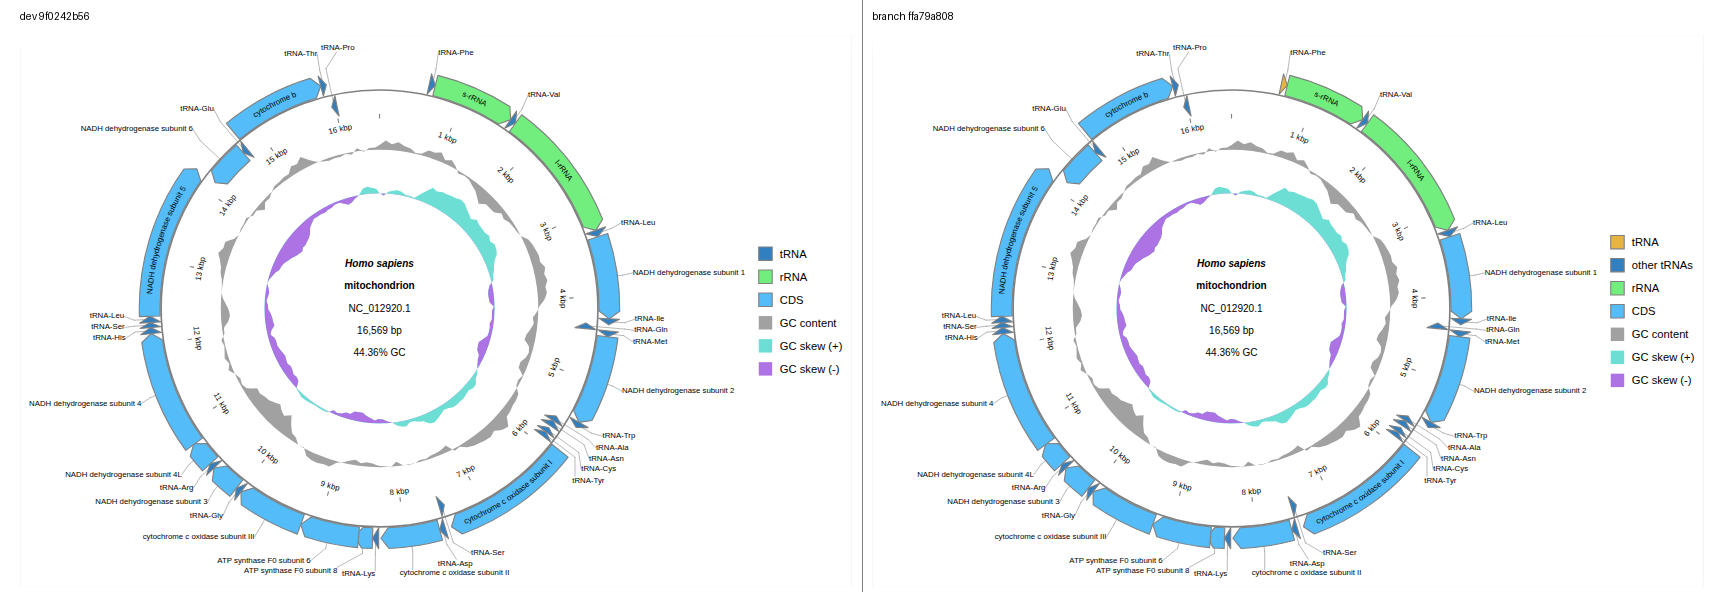 dev 9f0242b56
tRNA-Pro
tRNA-Thr
tRNA-Phe
cytochrome b
s-rRNA
tRNA-Val
tRNA-Glu
NADH dehydrogenase subunit 6
16 kbp
1 kbp
15 kbp
2 kbp
l-rRNA
14 kbp
NADH dehydrogenase subunit 5
3 kbp
tRNA-Leu
13 kbp
Homo sapiens
mitochondrion
NC_012920.1
16,569 bp
44.36% GC
NADH dehydrogenase subunit 1
4 kbp
tRNA-Leu
tRNA-Ser
tRNA-His
12 kbp
tRNA-Ile
tRNA-Gln
tRNA-Met
5 kbp
NADH dehydrogenase subunit 2
NADH dehydrogenase subunit 4
11 kbp
6 kbp
tRNA-Trp
tRNA-Ala
tRNA-Asn
tRNA-Cys
tRNA-Tyr
10 kbp
7 kbp
cytochrome c oxidase subunit I
NADH dehydrogenase subunit 4L
tRNA-Arg
NADH dehydrogenase subunit 3
tRNA-Gly
9 kbp
8 kbp
cytochrome c oxidase subunit III
ATP synthase F0 subunit 6
ATP synthase F0 subunit 8
tRNA-Lys
cytochrome c oxidase subunit II
tRNA-Asp
tRNA-Ser
tRNA
rRNA
CDS
GC content
GC skew (+)
GC skew (-)
branch ffa79a808
tRNA-Pro
tRNA-Thr
tRNA-Phe
cytochrome b
s-rRNA
tRNA-Val
tRNA-Glu
NADH dehydrogenase subunit 6
16 kbp
1 kbp
15 kbp
2 kbp
l-rRNA
14 kbp
NADH dehydrogenase subunit 5
3 kbp
tRNA-Leu
13 kbp
Homo sapiens
mitochondrion
NC_012920.1
16,569 bp
44.36% GC
NADH dehydrogenase subunit 1
4 kbp
tRNA-Leu
tRNA-Ser
tRNA-His
12 kbp
tRNA-Ile
tRNA-Gln
tRNA-Met
5 kbp
NADH dehydrogenase subunit 2
NADH dehydrogenase subunit 4
11 kbp
6 kbp
tRNA-Trp
tRNA-Ala
tRNA-Asn
tRNA-Cys
tRNA-Tyr
10 kbp
7 kbp
cytochrome c oxidase subunit I
NADH dehydrogenase subunit 4L
tRNA-Arg
NADH dehydrogenase subunit 3
tRNA-Gly
9 kbp
8 kbp
cytochrome c oxidase subunit III
ATP synthase F0 subunit 6
ATP synthase F0 subunit 8
tRNA-Lys
cytochrome c oxidase subunit II
tRNA-Asp
tRNA-Ser
tRNA
other tRNAs
rRNA
CDS
GC content
GC skew (+)
GC skew (-)